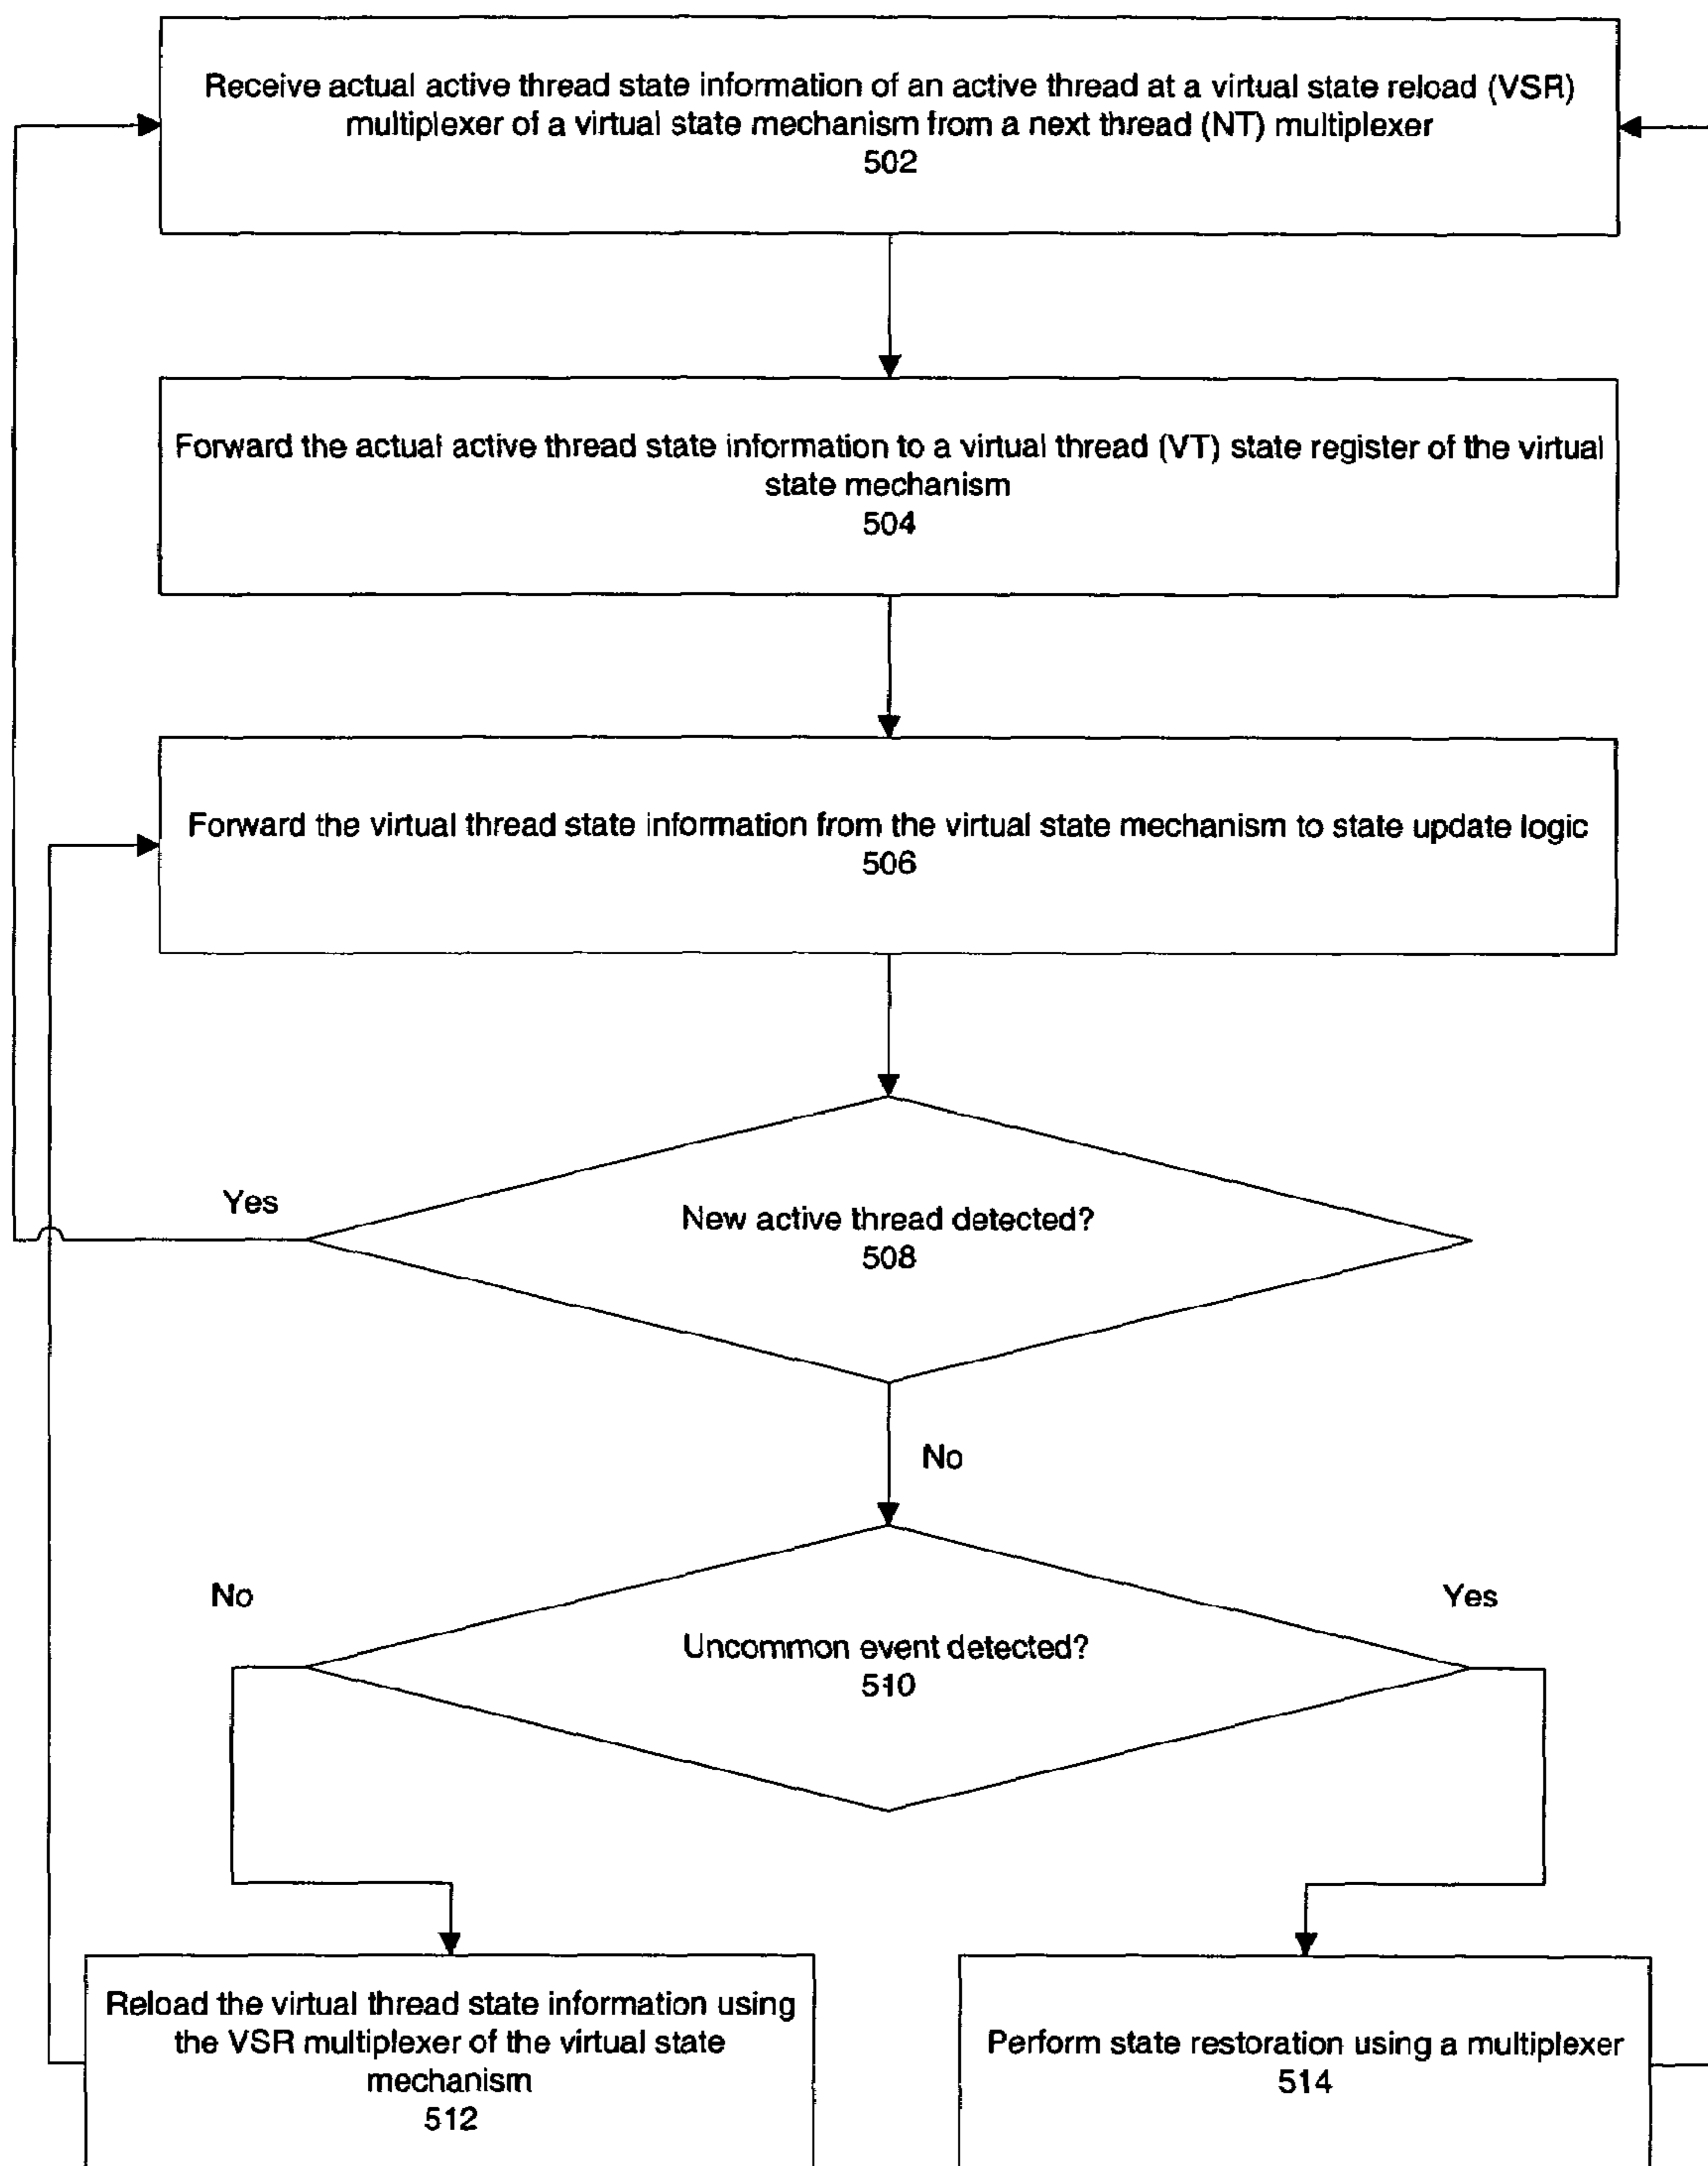 Receive actual active thread state information of an active thread at a virtual state reload (VSR)
multiplexer of a virtual state mechanism from a next thread (NT) multiplexer
502
Forward the actual active thread state information to a virtual thread (VT) state register of the virtual
state mechanism
504
Forward the virtual thread state information from the virtual state mechanism to state update logic
506
Yes
New active thread detected?
508
No
No
Yes
Uncommon event detected?
510
Reload the virtual thread state information using
the VSR multiplexer of the virtual state
mechanism
512
Perform state restoration using a multiplexer
514